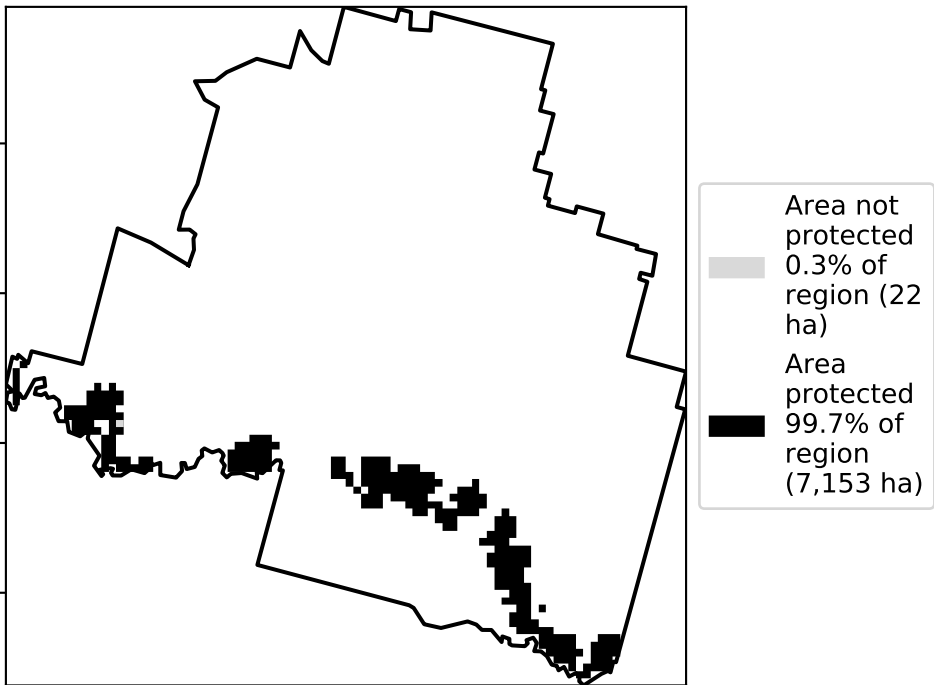 Area not
protected
0.3% of
region (22
ha)
Area
protected
99.7% of
region
(7,153 ha)